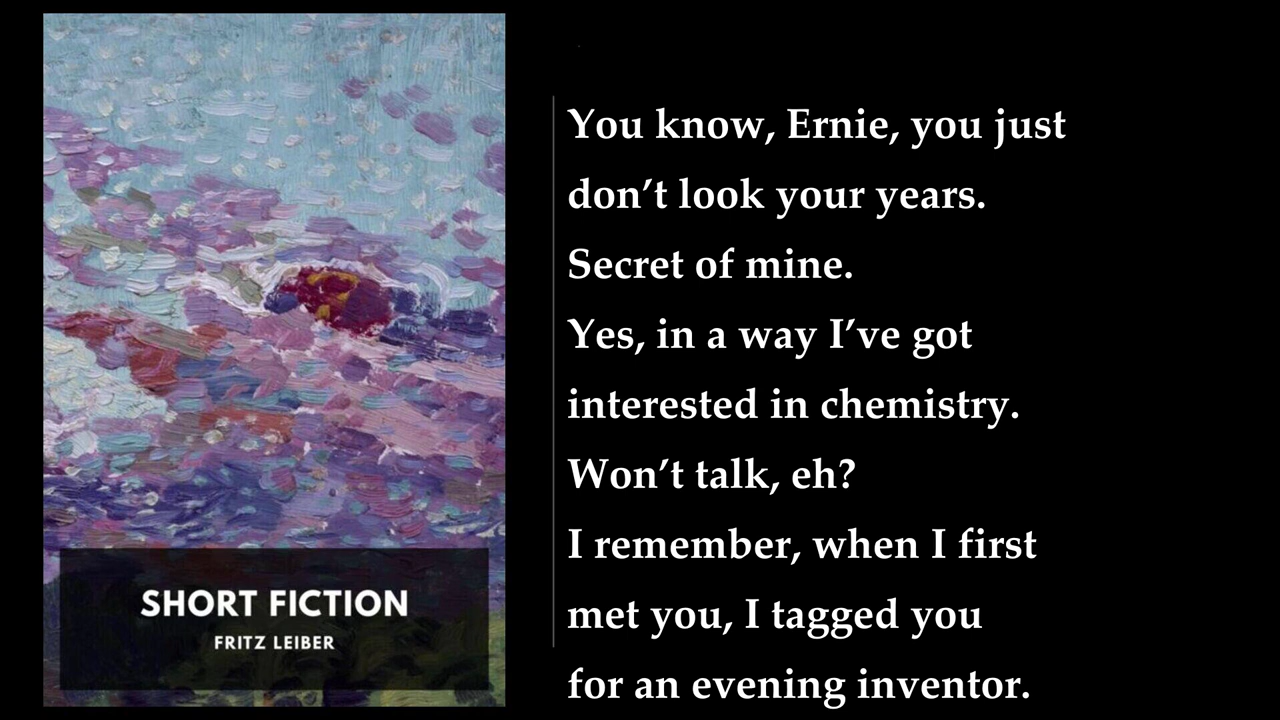 SHORT FICTION
FRITZ LEIBER
You know, Ernie, you just
don’t look your years.
Secret of mine.
Yes, in a way I’ve got
interested in chemistry.
Won’t talk, eh?
I remember, when I first
met you, I tagged you
for an evening inventor.